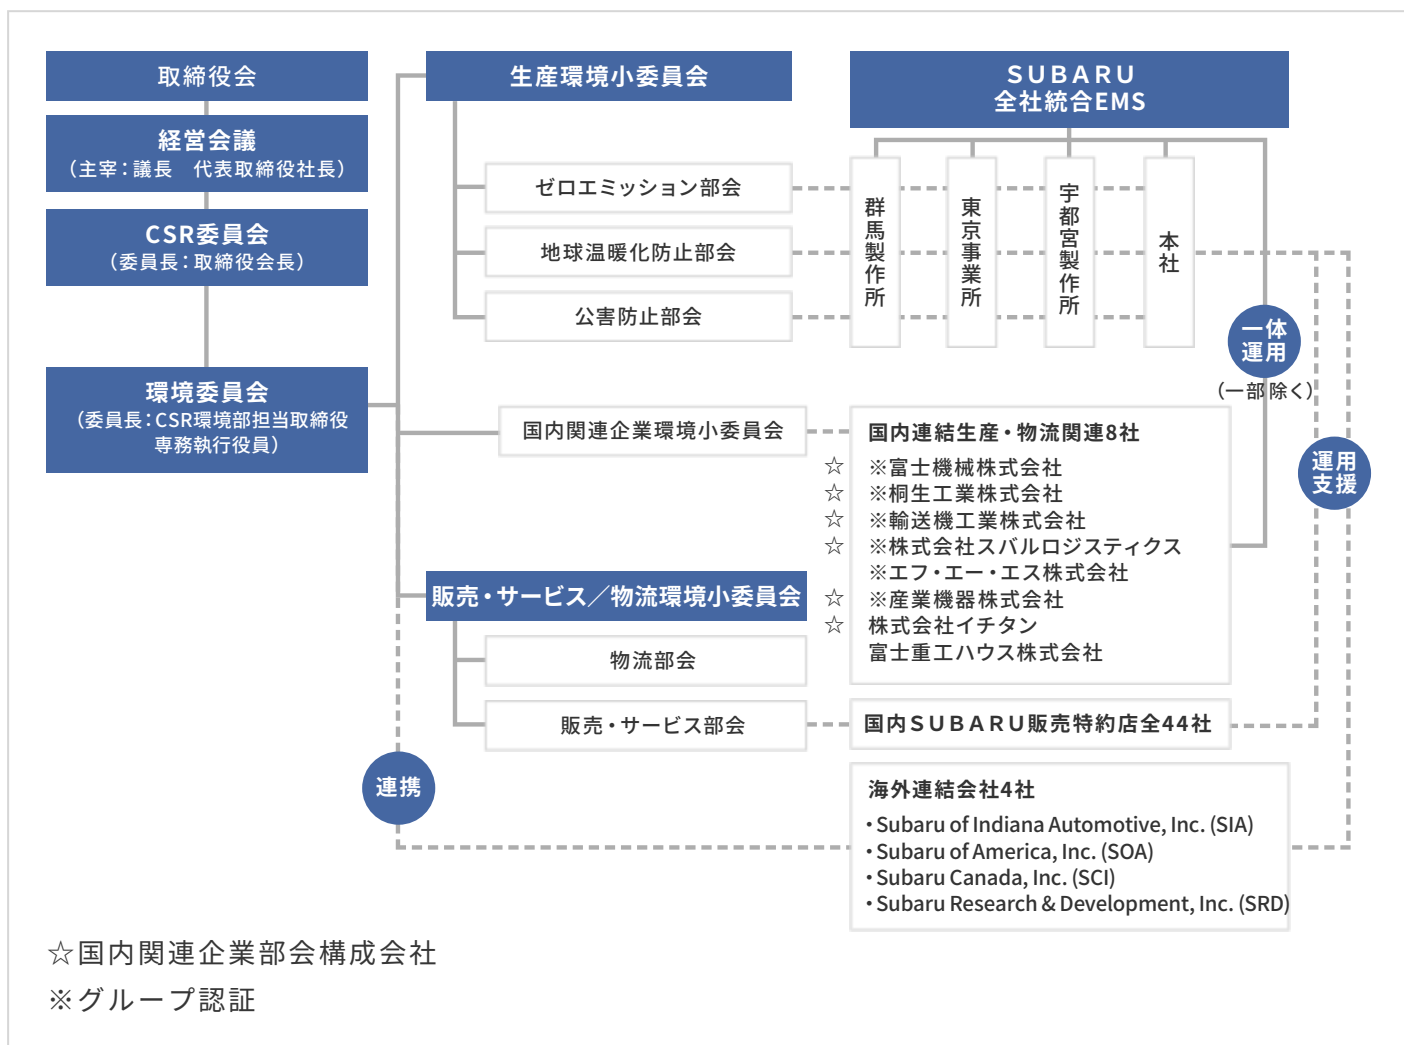 取締役会
経営会議
（主宰：議長　代表取締役社長）
CSR委員会
（委員長：取締役会長）
環境委員会
（委員長：CSR環境部担当取締役
専務執行役員）
生産環境小委員会
ゼロエミッション部会
地球温暖化防止部会
公害防止部会
国内関連企業環境小委員会
販売・サービス／物流環境小委員会
物流部会
販売・サービス部会
連携
SUBARU
全社統合EMS
群馬製作所
東京事業所
宇都宮製作所
本社
一体
運用
（一部除く）
運用
支援
国内連結生産・物流関連8社
☆ ※富士機械株式会社
☆ ※桐生工業株式会社
☆ ※輸送機工業株式会社
☆ ※株式会社スバルロジスティクス
※エフ・エー・エス株式会社
☆ ※産業機器株式会社
☆ 株式会社イチタン
富士重工ハウス株式会社
国内SUBARU販売特約店全44社
海外連結会社4社
・Subaru of Indiana Automotive, Inc. (SIA)
・Subaru of America, Inc. (SOA)
・Subaru Canada, Inc. (SCI)
・Subaru Research & Development, Inc. (SRD)
☆国内関連企業部会構成会社
※グループ認証